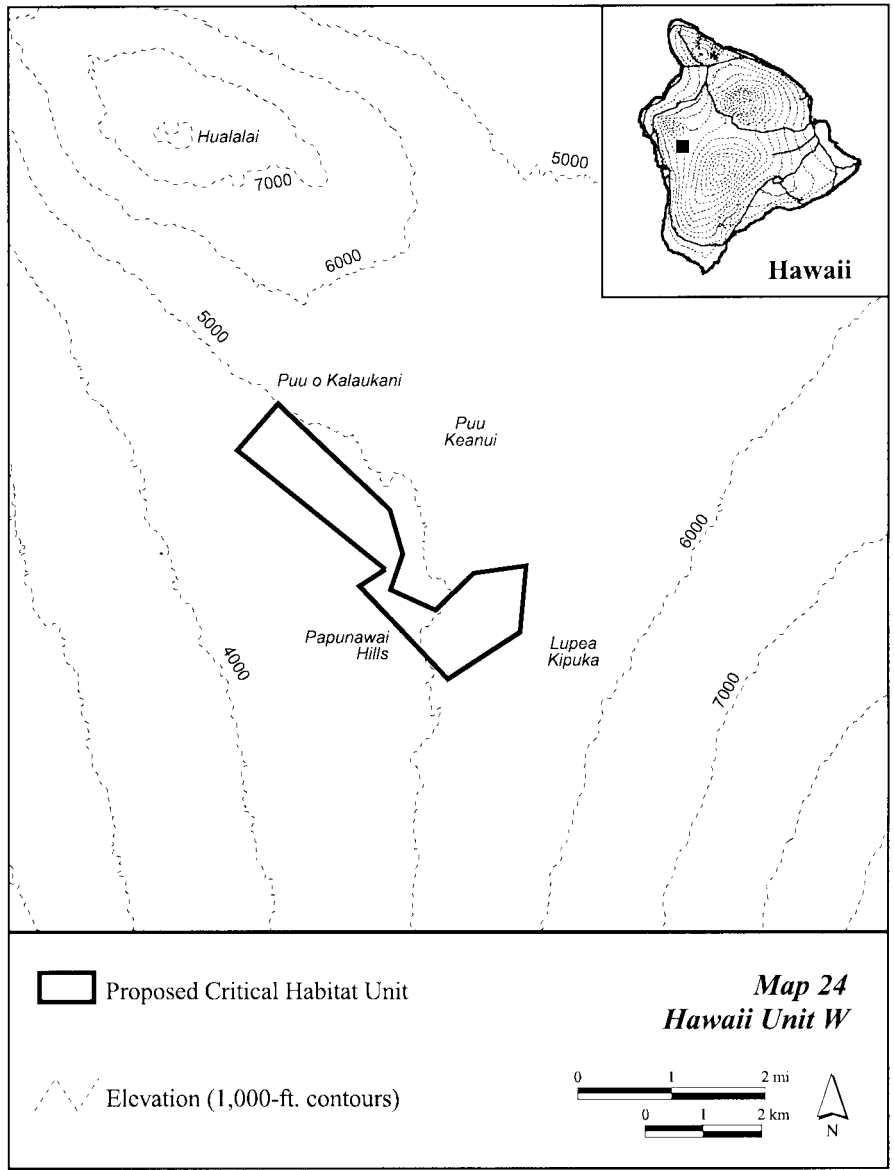 Hualalai
7000
6000
5000
5000
Hawaii
Puu o Kalaukani
Puu
Keanui
6000
Papunawai
Hills
Lupea
Kipuka
4000
7000
Proposed Critical Habitat Unit
Map 24
Hawaii Unit W
Elevation (1,000-ft. contours)
0 1 2 mi
0 1 2 km
N